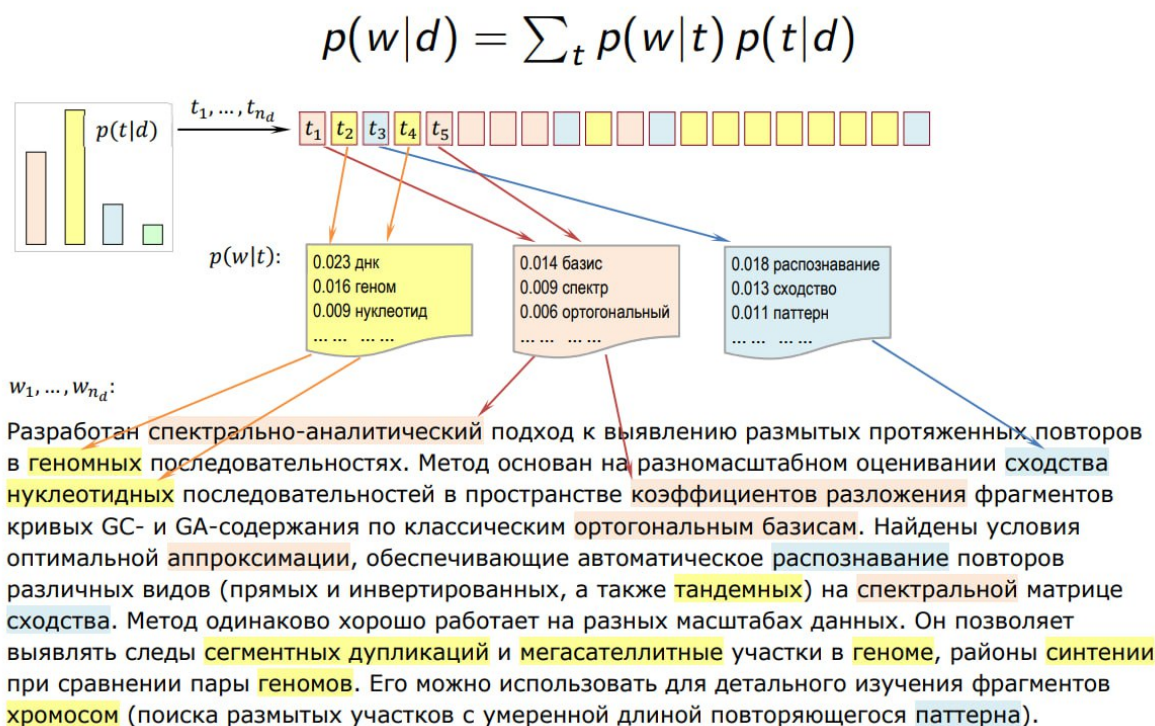 p(w|d) = ∑ₜ p(w|t) p(t|d)
t₁, ..., tₙ_d
p(t|d)
t₁ t₂ t₃ t₄ t₅
p(w|t):
0.023 днк
0.016 геном
0.009 нуклеотид
... ... ... ...
0.014 базис
0.009 спектр
0.006 ортогональный
... ... ... ...
0.018 распознавание
0.013 сходство
0.011 паттерн
... ... ... ...
w₁, ..., wₙ_d:
Разработан спектрально-аналитический подход к выявлению размытых протяженных повторов
в геномных последовательностях. Метод основан на разномасштабном оценивании сходства
нуклеотидных последовательностей в пространстве коэффициентов разложения фрагментов
кривых GC- и GA-содержания по классическим ортогональным базисам. Найдены условия
оптимальной аппроксимации, обеспечивающие автоматическое распознавание повторов
различных видов (прямых и инвертированных, а также тандемных) на спектральной матрице
сходства. Метод одинаково хорошо работает на разных масштабах данных. Он позволяет
выявлять следы сегментных дупликаций и мегасателлитные участки в геноме, районы синтении
при сравнении пары геномов. Его можно использовать для детального изучения фрагментов
хромосом (поиска размытых участков с умеренной длиной повторяющегося паттерна).